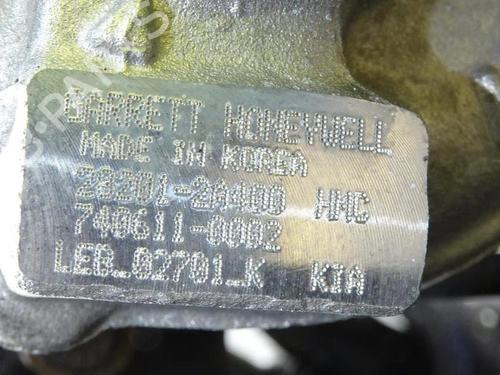 GARRETT HONEYWELL
MADE IN KOREA
28201-2A400 HMC
740611-0002
LEB_02701_K KIA